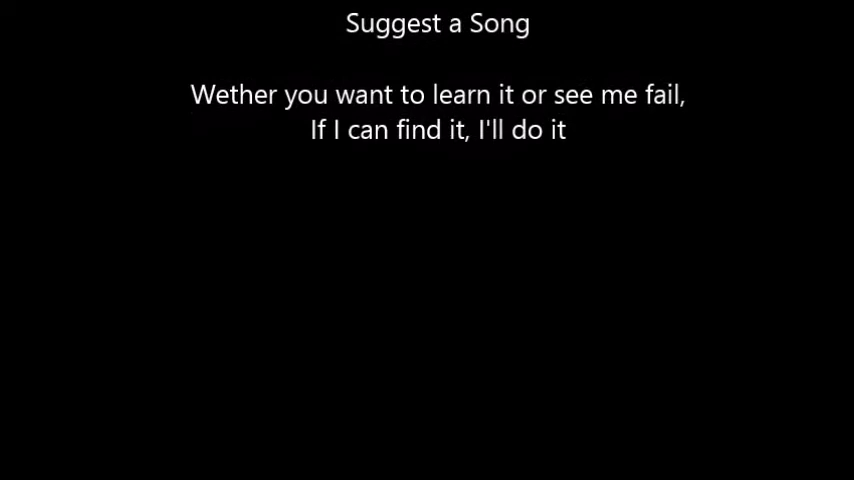 Suggest a Song
Wether you want to learn it or see me fail,
If I can find it, I'll do it